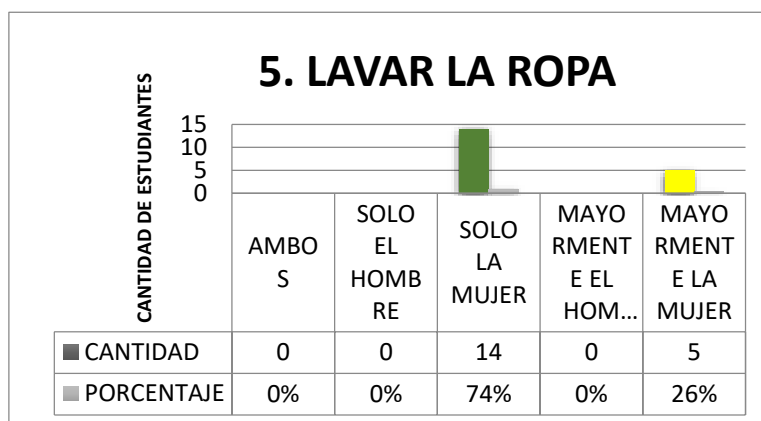 5. LAVAR LA ROPA
CANTIDAD DE ESTUDIANTES
15
10
5
0
AMBO
S
SOLO
EL
HOMB
RE
SOLO
LA
MUJER
MAYO
RMENT
E EL
HOM...
MAYO
RMENT
E LA
MUJER
CANTIDAD 0 0 14 0 5
PORCENTAJE 0% 0% 74% 0% 26%